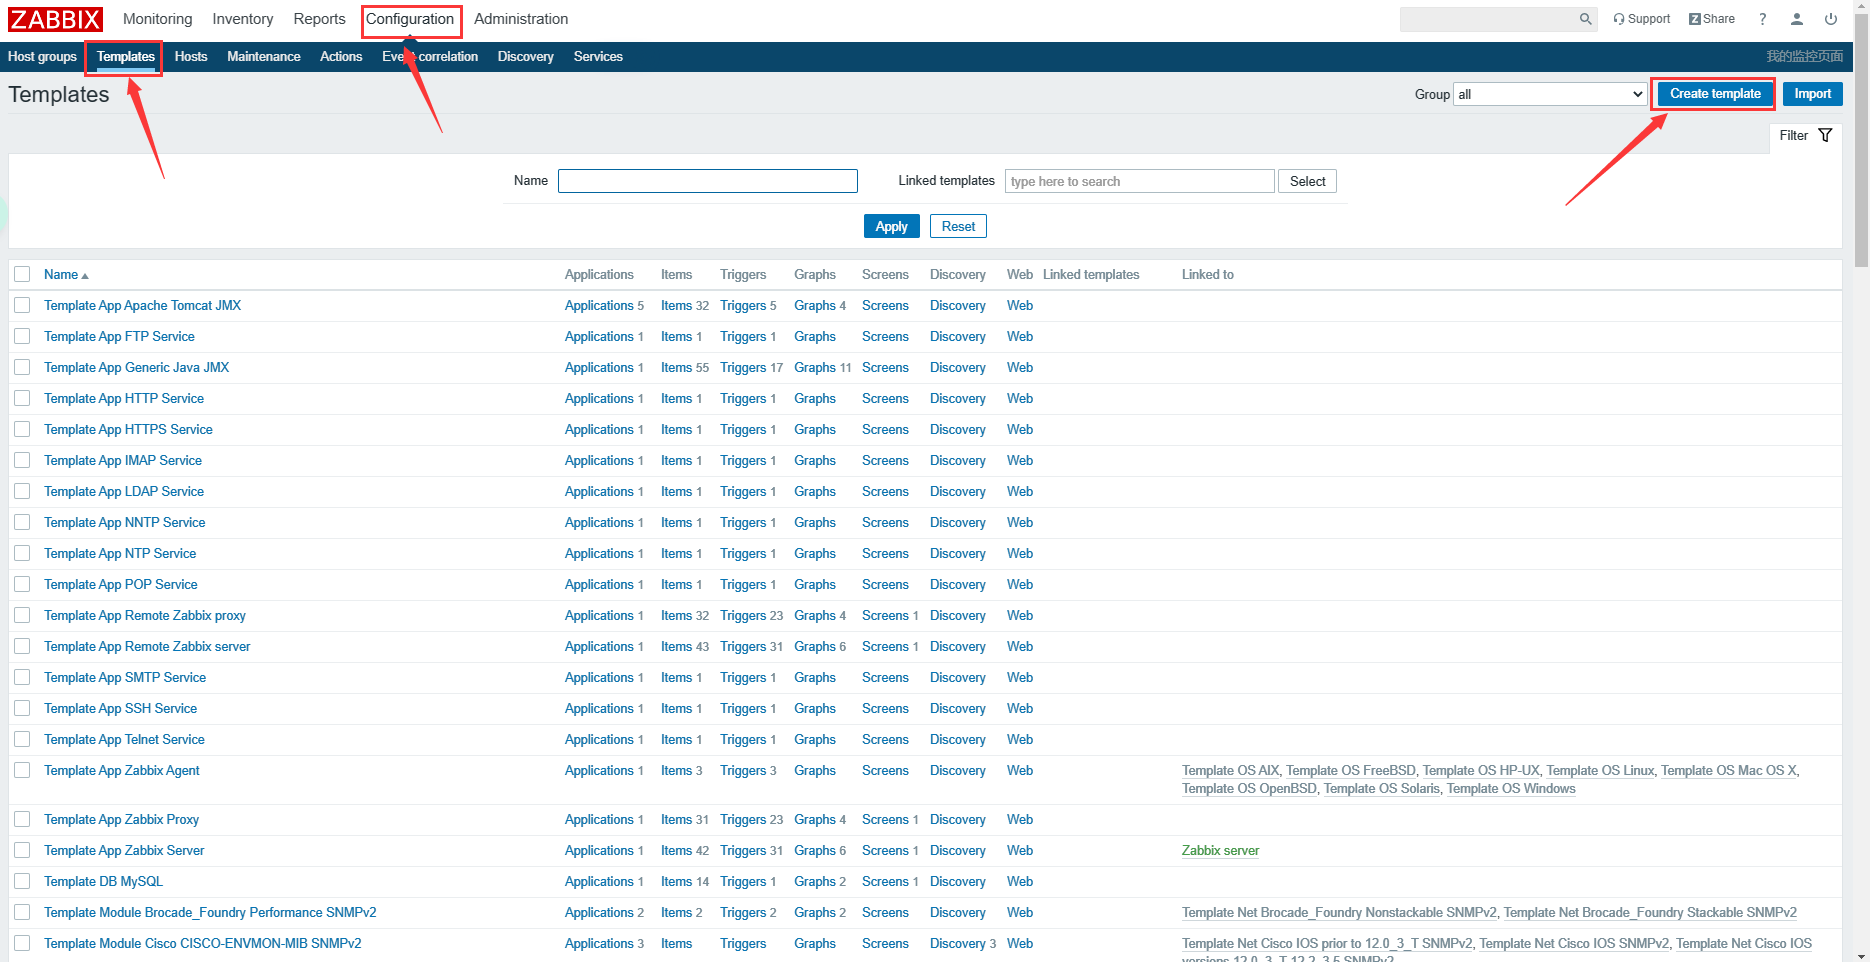 ZABBIX Monitoring Inventory Reports Configuration Administration Support Z Share ?
Host groups Templates Hosts Maintenance Actions Event correlation Discovery Services 我的监控页面
Templates Group all Create template Import
Filter
Name Linked templates type here to search Select
Apply Reset
Name Applications Items Triggers Graphs Screens Discovery Web Linked templates Linked to
Template App Apache Tomcat JMX Applications 5 Items 32 Triggers 5 Graphs 4 Screens Discovery Web
Template App FTP Service Applications 1 Items 1 Triggers 1 Graphs Screens Discovery Web
Template App Generic Java JMX Applications 1 Items 55 Triggers 17 Graphs 11 Screens Discovery Web
Template App HTTP Service Applications 1 Items 1 Triggers 1 Graphs Screens Discovery Web
Template App HTTPS Service Applications 1 Items 1 Triggers 1 Graphs Screens Discovery Web
Template App IMAP Service Applications 1 Items 1 Triggers 1 Graphs Screens Discovery Web
Template App LDAP Service Applications 1 Items 1 Triggers 1 Graphs Screens Discovery Web
Template App NNTP Service Applications 1 Items 1 Triggers 1 Graphs Screens Discovery Web
Template App NTP Service Applications 1 Items 1 Triggers 1 Graphs Screens Discovery Web
Template App POP Service Applications 1 Items 1 Triggers 1 Graphs Screens Discovery Web
Template App Remote Zabbix proxy Applications 1 Items 32 Triggers 23 Graphs 4 Screens 1 Discovery Web
Template App Remote Zabbix server Applications 1 Items 43 Triggers 31 Graphs 6 Screens 1 Discovery Web
Template App SMTP Service Applications 1 Items 1 Triggers 1 Graphs Screens Discovery Web
Template App SSH Service Applications 1 Items 1 Triggers 1 Graphs Screens Discovery Web
Template App Telnet Service Applications 1 Items 1 Triggers 1 Graphs Screens Discovery Web
Template App Zabbix Agent Applications 1 Items 3 Triggers 3 Graphs Screens Discovery Web Template OS AIX, Template OS FreeBSD, Template OS HP-UX, Template OS Linux, Template OS Mac OS X,
Template OS OpenBSD, Template OS Solaris, Template OS Windows
Template App Zabbix Proxy Applications 1 Items 31 Triggers 23 Graphs 4 Screens 1 Discovery Web
Template App Zabbix Server Applications 1 Items 42 Triggers 31 Graphs 6 Screens 1 Discovery Web Zabbix server
Template DB MySQL Applications 1 Items 14 Triggers 1 Graphs 2 Screens 1 Discovery Web
Template Module Brocade_Foundry Performance SNMPv2 Applications 2 Items 2 Triggers 2 Graphs 2 Screens Discovery Web Template Net Brocade_Foundry Nonstackable SNMPv2, Template Net Brocade_Foundry Stackable SNMPv2
Template Module Cisco CISCO-ENVMON-MIB SNMPv2 Applications 3 Items Triggers Graphs Screens Discovery 3 Web Template Net Cisco IOS prior to 12.0_3_T SNMPv2, Template Net Cisco IOS SNMPv2, Template Net Cisco IOS
versions 12.0_3_T-12.2_3.5 SNMPv2